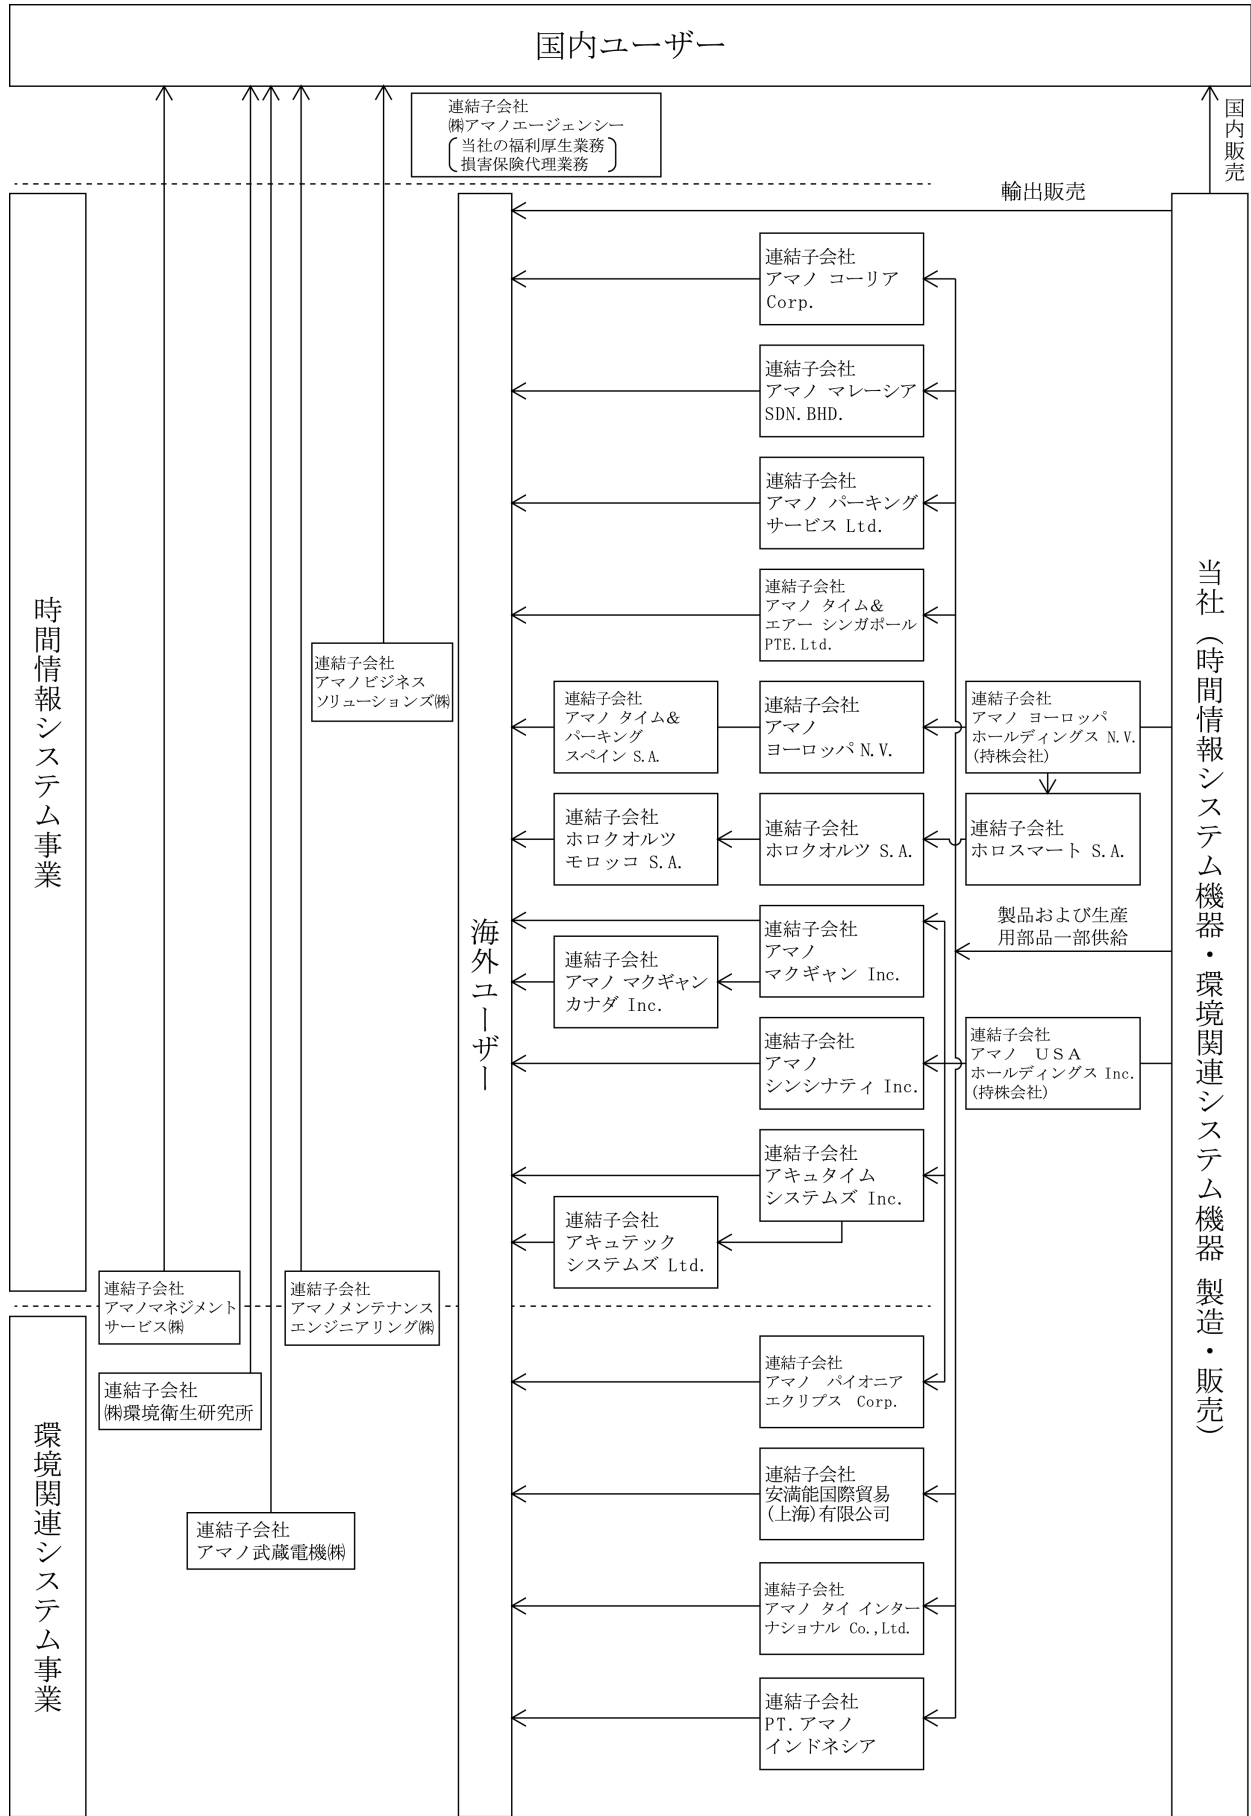 国内ユーザー
連結子会社
㈱アマノエージェンシー
当社の福利厚生業務
損害保険代理業務
国内販売
輸出販売
時間情報システム事業
環境関連システム事業
海外ユーザー
当社（時間情報システム機器・環境関連システム機器 製造・販売）
連結子会社
アマノ コーリア
Corp.
連結子会社
アマノ マレーシア
SDN.BHD.
連結子会社
アマノ パーキング
サービス Ltd.
連結子会社
アマノ タイム＆
エアー シンガポール
PTE.Ltd.
連結子会社
アマノビジネス
ソリューションズ㈱
連結子会社
アマノ タイム＆
パーキング
スペイン S.A.
連結子会社
アマノ
ヨーロッパ N.V.
連結子会社
アマノ ヨーロッパ
ホールディングス N.V.
(持株会社)
連結子会社
ホロクオルツ
モロッコ S.A.
連結子会社
ホロクオルツ S.A.
連結子会社
ホロスマート S.A.
連結子会社
アマノ
マクギャン Inc.
製品および生産
用部品一部供給
連結子会社
アマノ マクギャン
カナダ Inc.
連結子会社
アマノ
シンシナティ Inc.
連結子会社
アマノ　ＵＳＡ
ホールディングス Inc.
(持株会社)
連結子会社
アキュタイム
システムズ Inc.
連結子会社
アキュテック
システムズ Ltd.
連結子会社
アマノマネジメント
サービス㈱
連結子会社
アマノメンテナンス
エンジニアリング㈱
連結子会社
㈱環境衛生研究所
連結子会社
アマノ　パイオニア
エクリプス　Corp.
連結子会社
安満能国際貿易
(上海)有限公司
連結子会社
アマノ武蔵電機㈱
連結子会社
アマノ タイ インター
ナショナル Co.,Ltd.
連結子会社
PT.アマノ
インドネシア